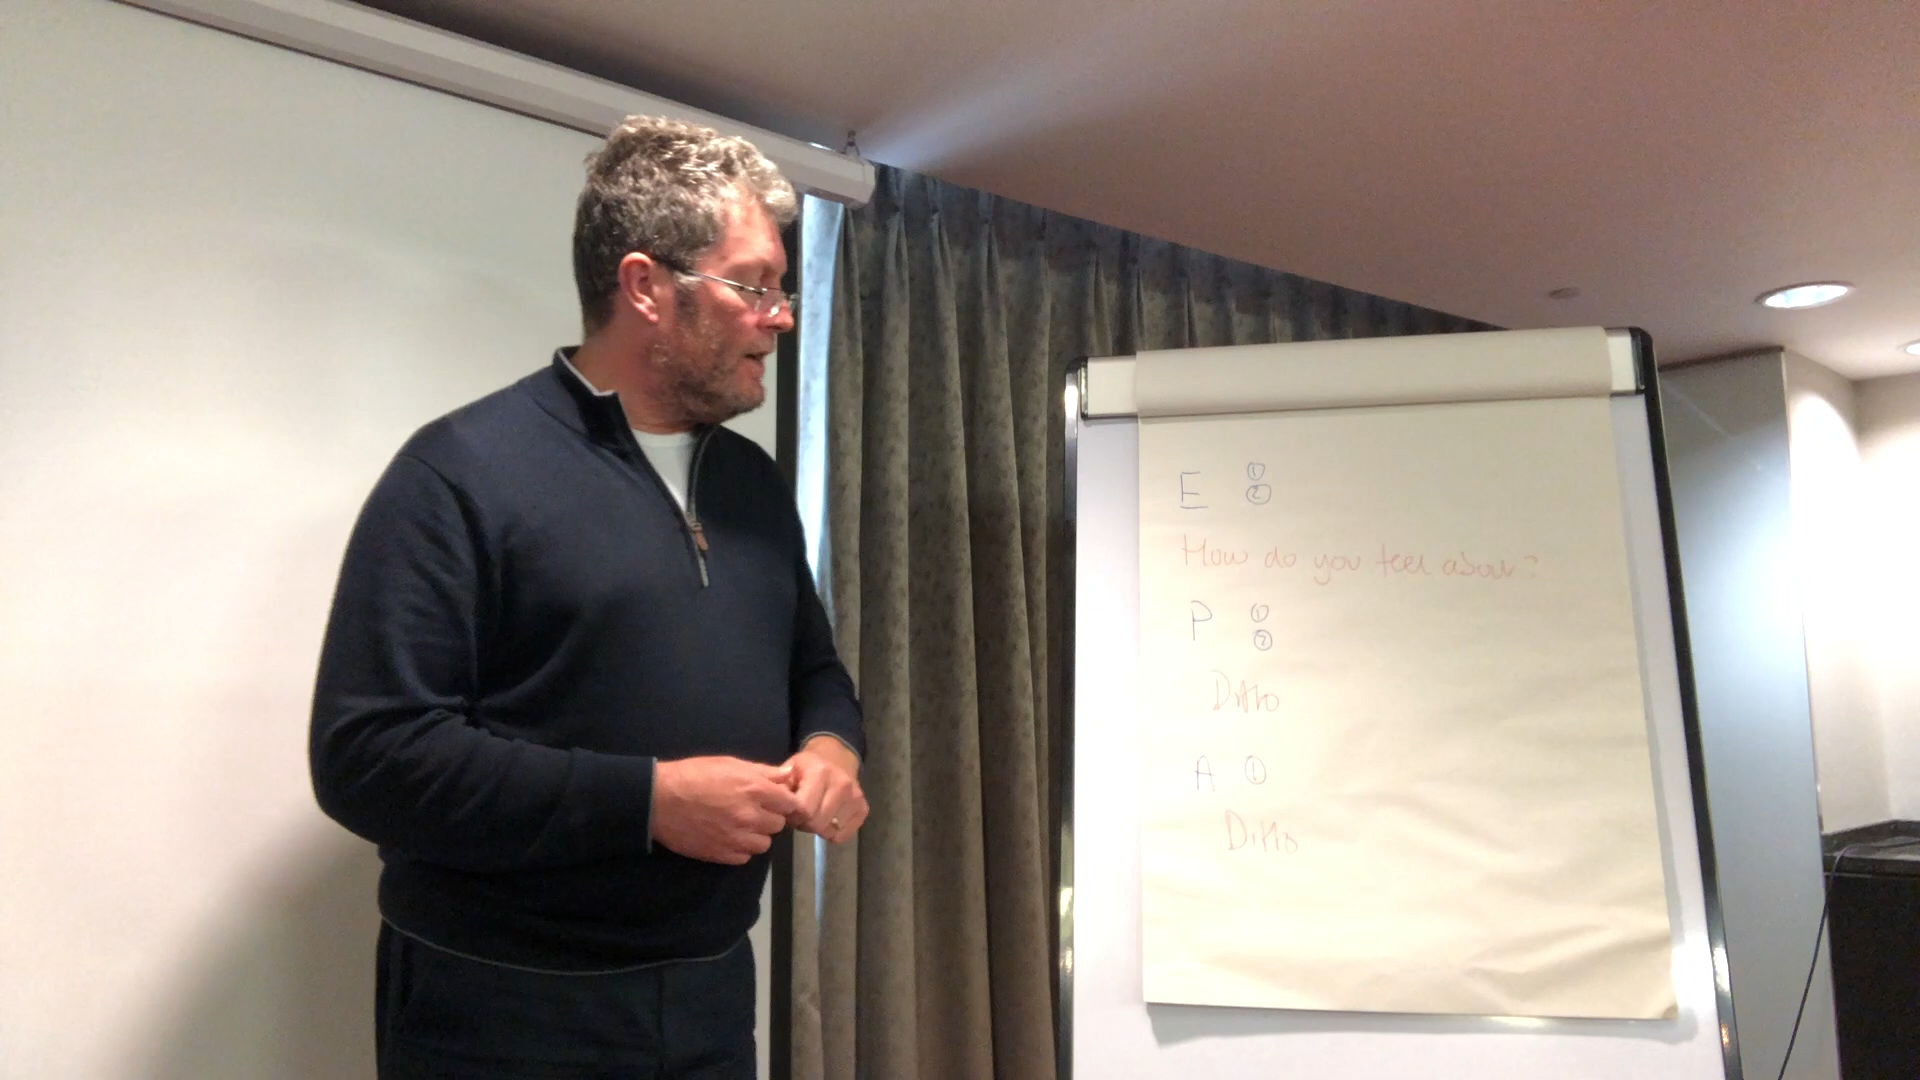 E ①
②
How do you feel about?
P ①
②
Ditto
A ①
Ditto